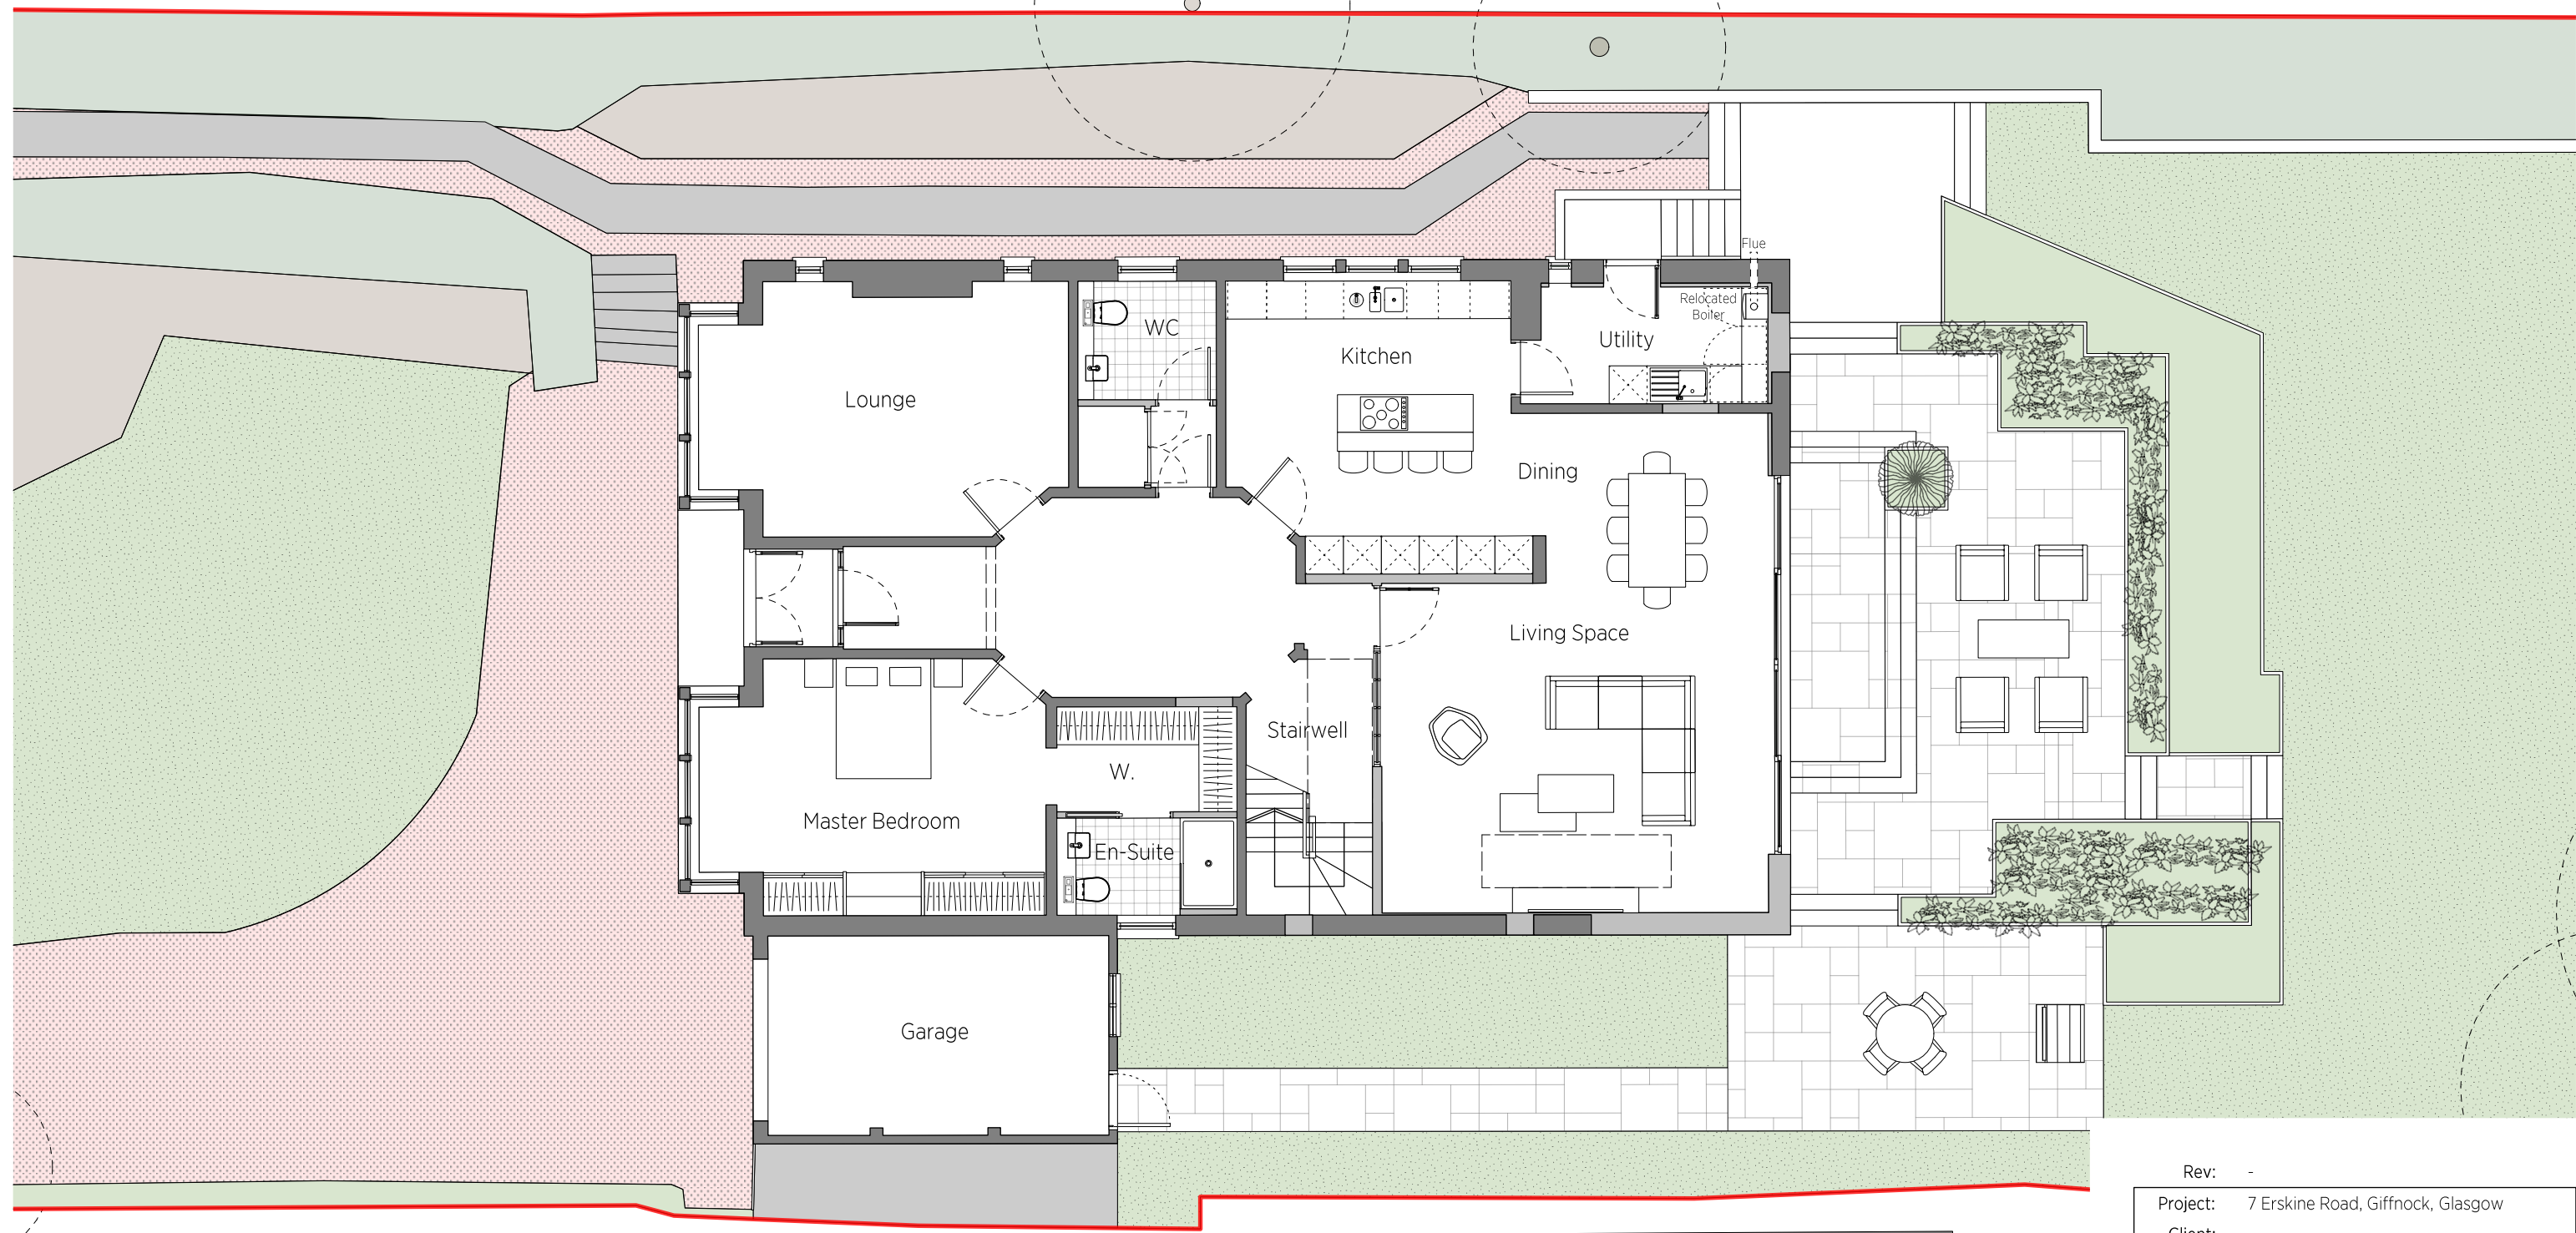 Flue
Relocated
Boiler
WC
Utility
Kitchen
Lounge
Dining
Living Space
Stairwell
W.
Master Bedroom
En-Suite
Garage
Rev: -
Project: 7 Erskine Road, Giffnock, Glasgow
Client: